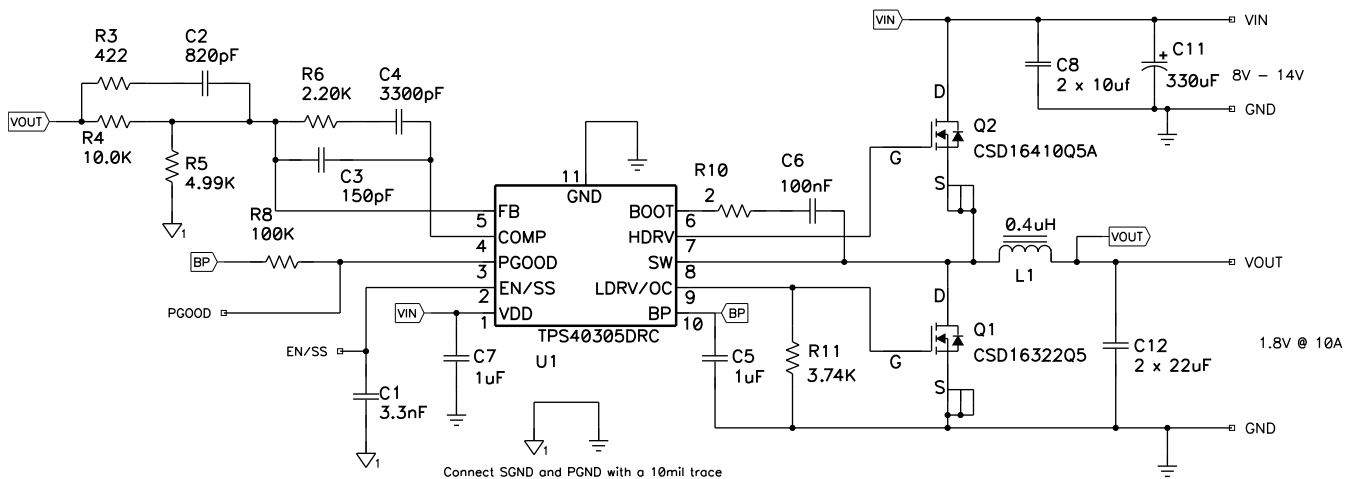 VIN
VIN
R3
422
C2
820pF
C11
330uF
+
8V – 14V
C8
2 x 10uf
R6
2.20K
C4
3300pF
D
GND
VOUT
R4
10.0K
Q2
CSD16410Q5A
G
R5
4.99K
C3
150pF
C6
100nF
R10
2
11
GND
S
R8
100K
FB
5
BOOT
6
0.4uH
L1
VOUT
1
COMP
4
HDRV
7
BP
PGOOD
3
SW
8
VOUT
EN/SS
2
LDRV/OC
9
D
PGOOD
VIN
VDD
1
BP
10
BP
TPS40305DRC
U1
Q1
CSD16322Q5
G
EN/SS
C7
1uF
C5
1uF
R11
3.74K
C12
2 x 22uF
1.8V @ 10A
S
C1
3.3nF
GND
1
1
Connect SGND and PGND with a 10mil trace